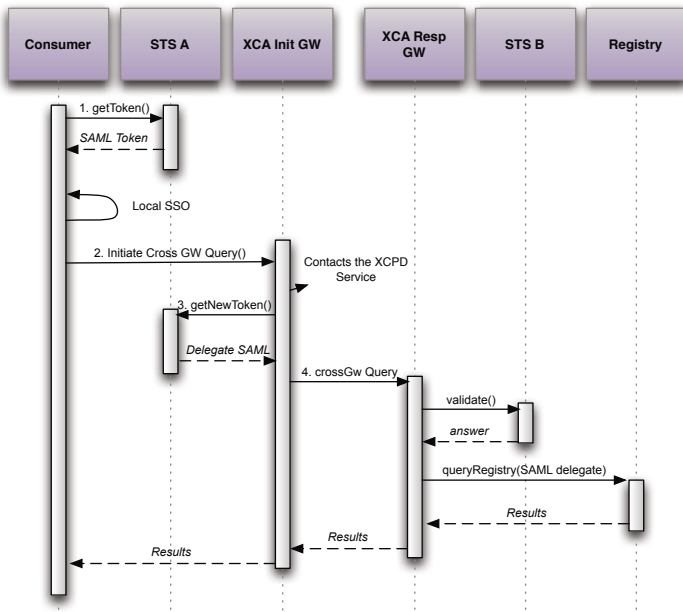 Consumer
STS A
XCA Init GW
XCA Resp
GW
STS B
Registry
1. getToken()
SAML Token
Local SSO
2. Initiate Cross GW Query()
Contacts the XCPD
Service
3. getNewToken()
Delegate SAML
4. crossGw Query
validate()
answer
queryRegistry(SAML delegate)
Results
Results
Results